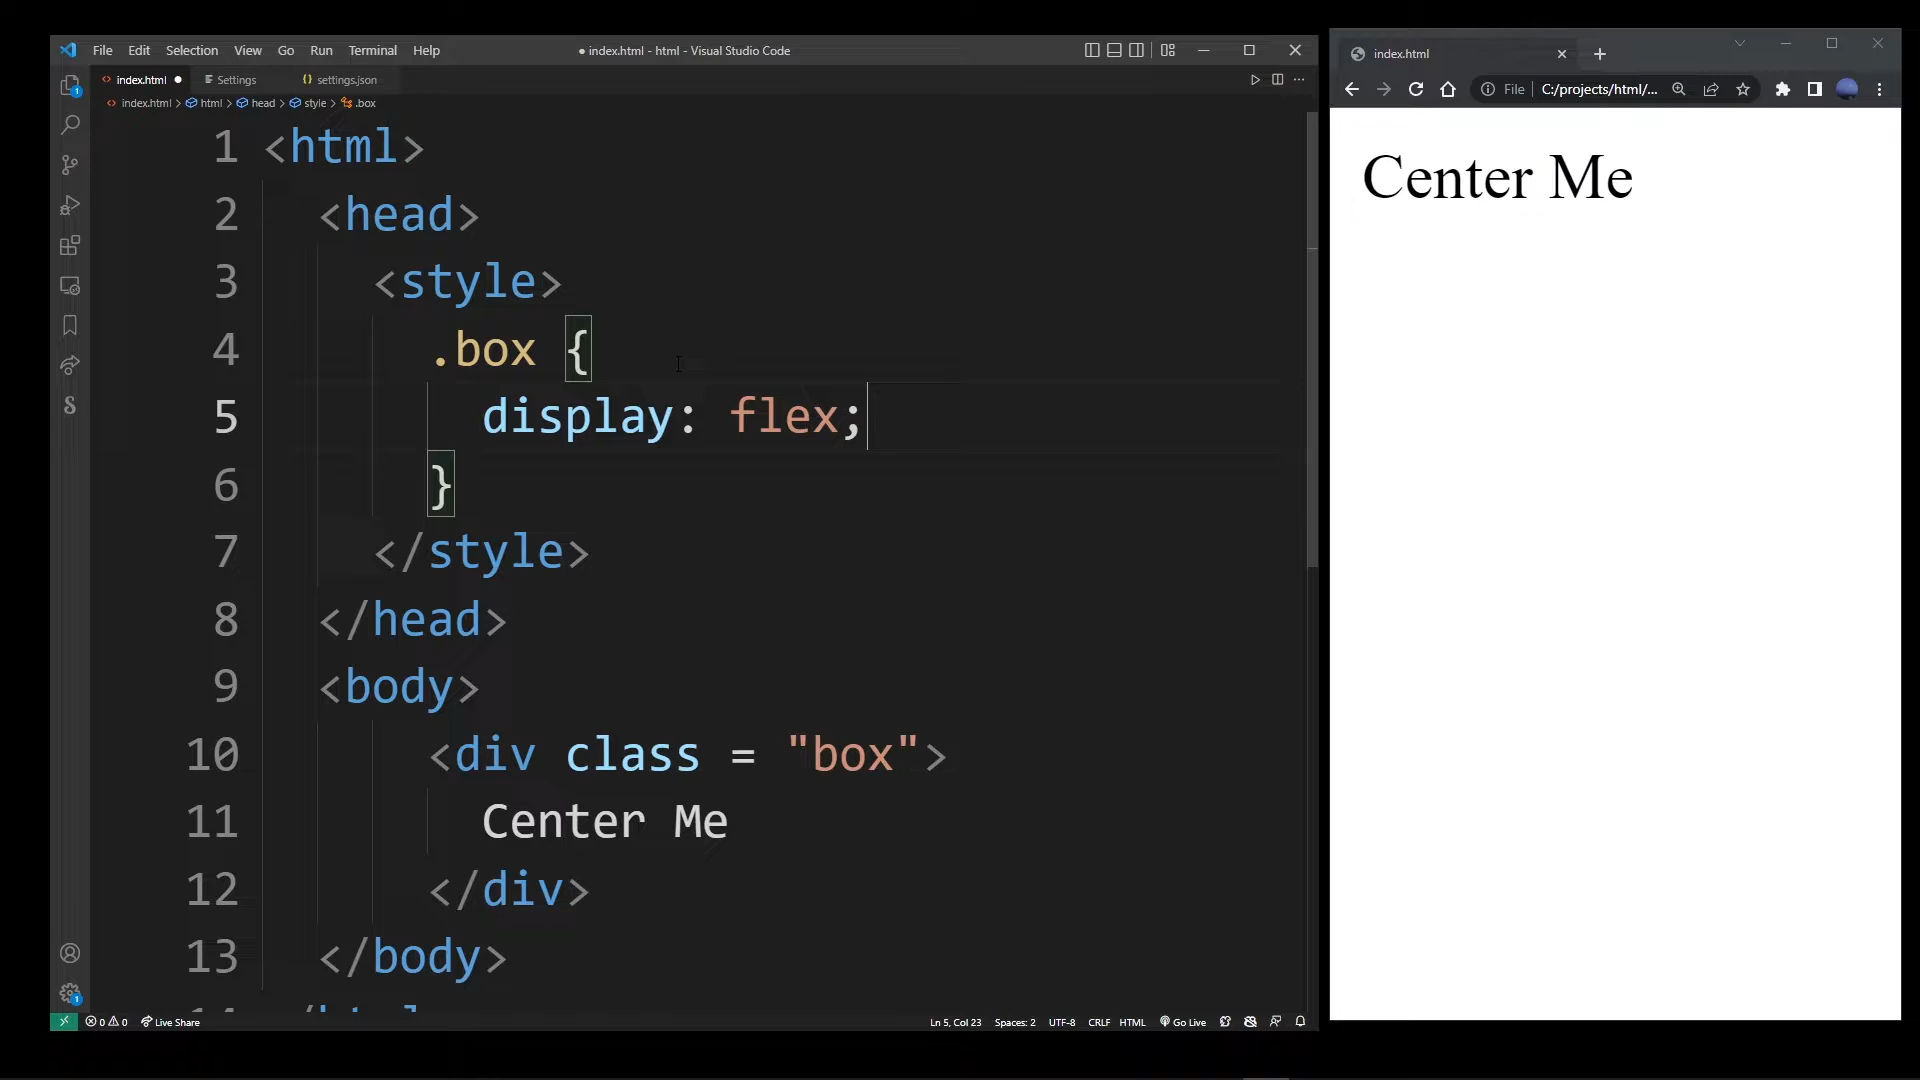 File Edit Selection View Go Run Terminal Help
● index.html - html - Visual Studio Code
index.html ● Settings {} settings.json
index.html > html > head > style > .box
1 <html>
2 <head>
3 <style>
4 .box {
5 display: flex;
6 }
7 </style>
8 </head>
9 <body>
10 <div class = "box">
11 Center Me
12 </div>
13 </body>
0 0 Live Share
Ln 5, Col 23 Spaces: 2 UTF-8 CRLF HTML Go Live
index.html
File C:/projects/html/...
Center Me